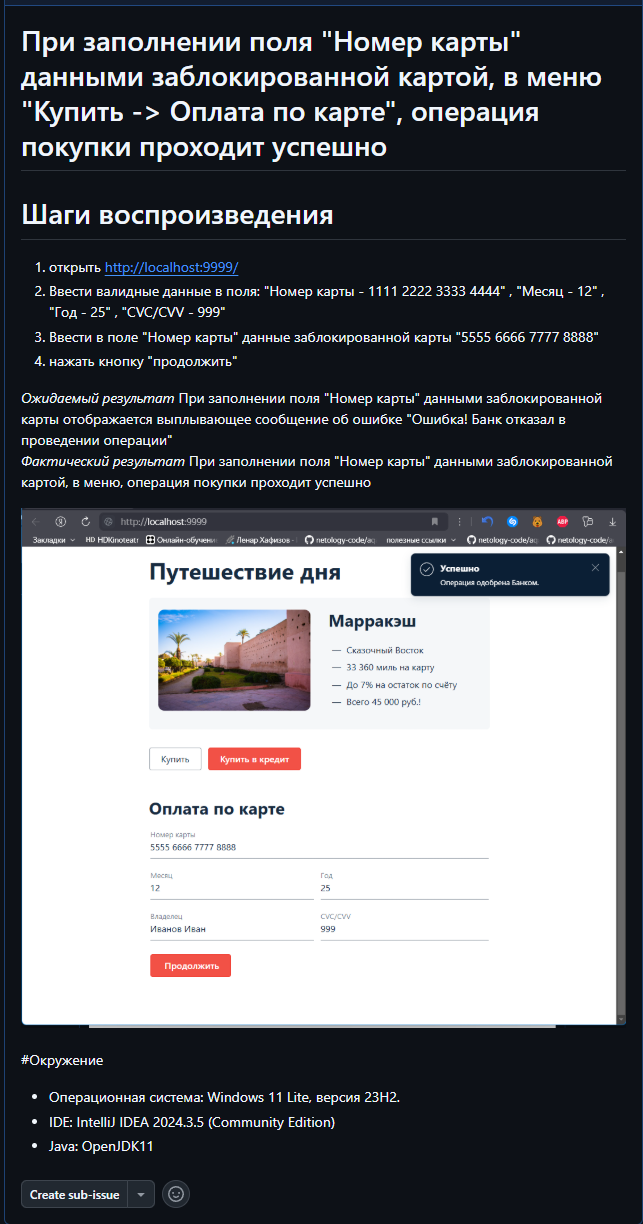 При заполнении поля "Номер карты"
данными заблокированной картой, в меню
"Купить -> Оплата по карте", операция
покупки проходит успешно
Шаги воспроизведения
1. открыть http://localhost:9999/
2. Ввести валидные данные в поля: "Номер карты - 1111 2222 3333 4444" , "Месяц - 12" ,
"Год - 25" , "CVC/CVV - 999"
3. Ввести в поле "Номер карты" данные заблокированной карты "5555 6666 7777 8888"
4. нажать кнопку "продолжить"
Ожидаемый результат При заполнении поля "Номер карты" данными заблокированной
карты отображается выплывающее сообщение об ошибке "Ошибка! Банк отказал в
проведении операции"
Фактический результат При заполнении поля "Номер карты" данными заблокированной
картой, в меню, операция покупки проходит успешно
http://localhost:9999
ABP
Закладки HD HDKinoteatr Онлайн-обучени Ленар Хафизов - netology-code/aq полезные ссылки netology-code/aq netology-code/a
Путешествие дня
Успешно
Операция одобрена Банком.
Марракэш
— Сказочный Восток
— 33 360 миль на карту
— До 7% на остаток по счёту
— Всего 45 000 руб.!
Купить Купить в кредит
Оплата по карте
Номер карты
5555 6666 7777 8888
Месяц Год
12 25
Владелец CVC/CVV
Иванов Иван 999
Продолжить
#Окружение
• Операционная система: Windows 11 Lite, версия 23H2.
• IDE: IntelliJ IDEA 2024.3.5 (Community Edition)
• Java: OpenJDK11
Create sub-issue